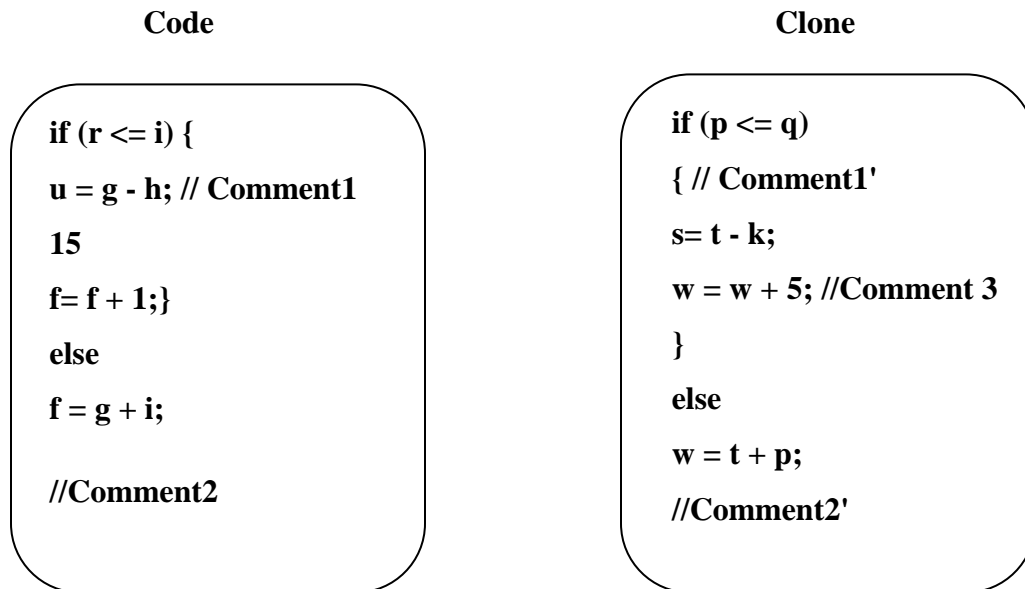 Code
if (r <= i) {
u = g - h; // Comment1
15
f= f + 1;}
else
f = g + i;
//Comment2
Clone
if (p <= q)
{ // Comment1'
s= t - k;
w = w + 5; //Comment 3
}
else
w = t + p;
//Comment2'